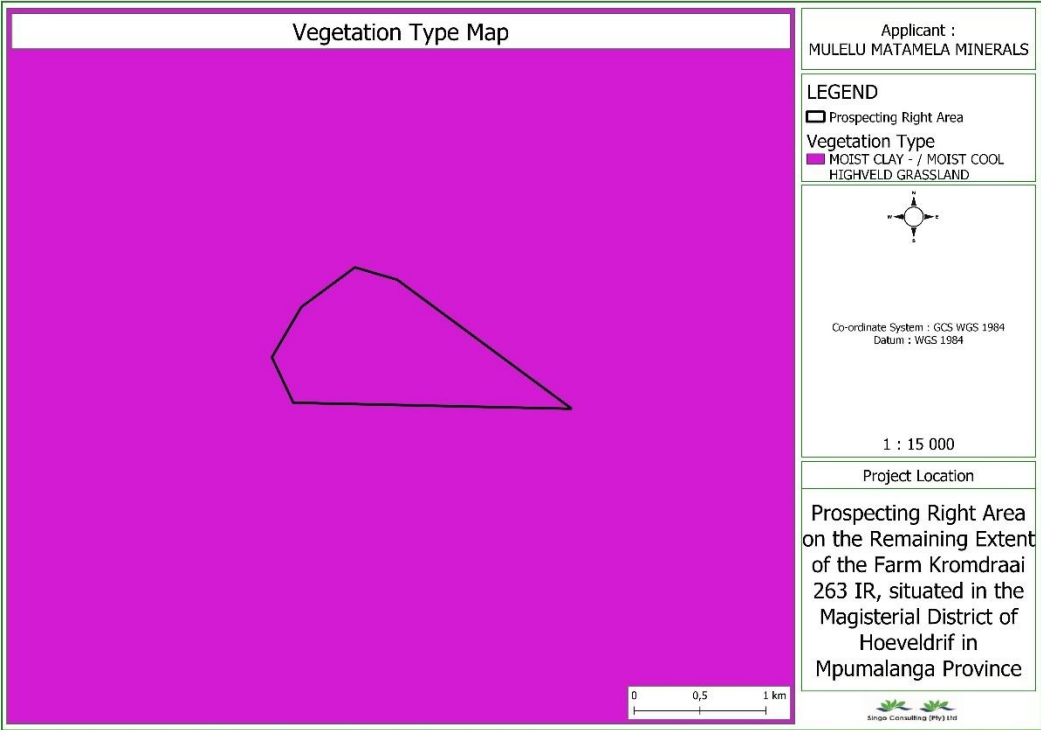 Vegetation Type Map
Applicant :
MULELU MATAMELA MINERALS
LEGEND
Prospecting Right Area
Vegetation Type
MOIST CLAY - / MOIST COOL
HIGHVELD GRASSLAND
N
W E
S
Co-ordinate System : GCS WGS 1984
Datum : WGS 1984
1 : 15 000
Project Location
Prospecting Right Area
on the Remaining Extent
of the Farm Kromdraai
263 IR, situated in the
Magisterial District of
Hoeveldrif in
Mpumalanga Province
0 0,5 1 km
Singo Consulting (Pty) Ltd